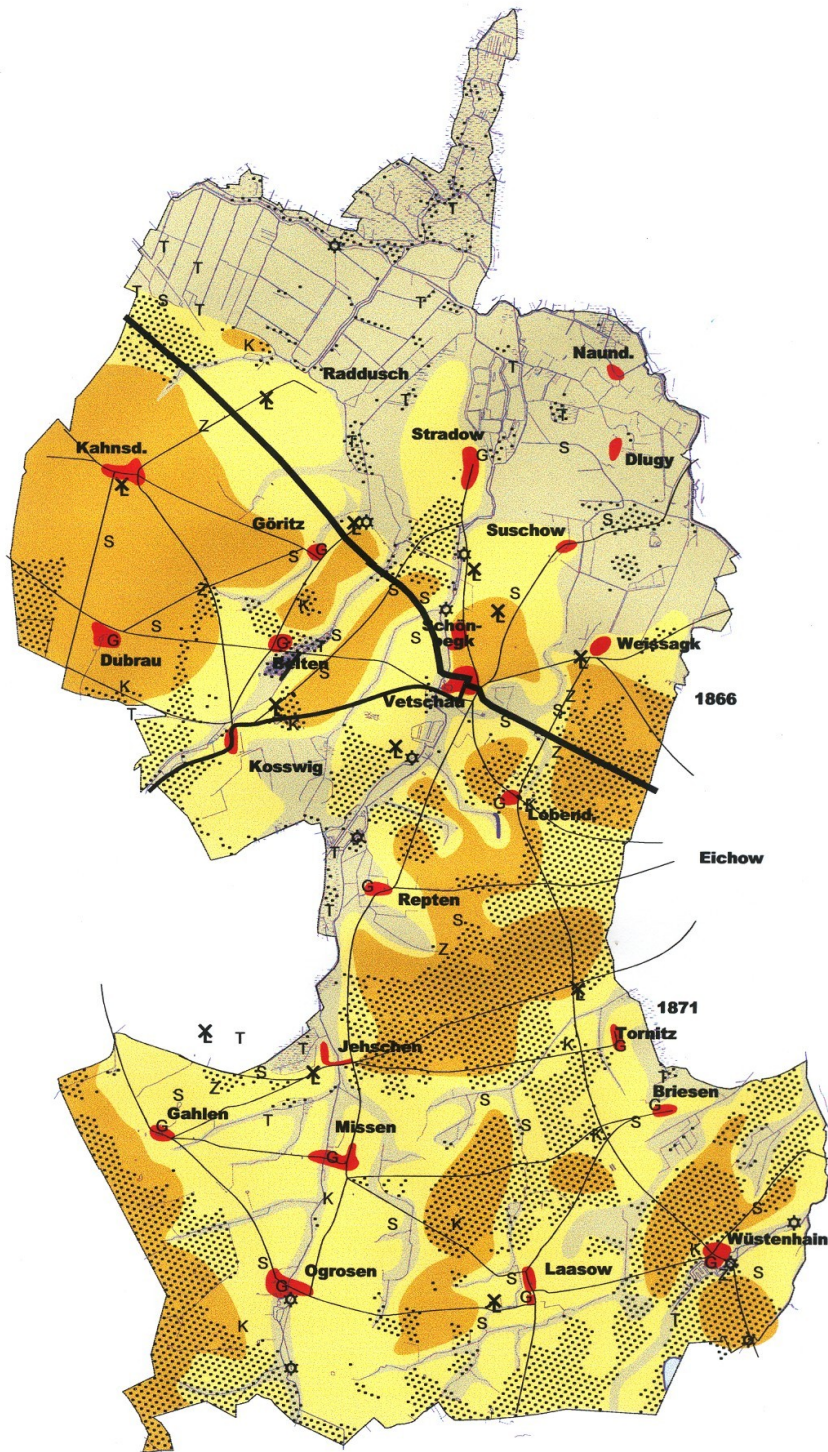 T
T
T
T
S
T
T
K
Naund.
Raddusch
T
T
T
Z
Stradow
T
S
Kahnsd.
G
Dlugy
Göritz
S
Suschow
S
S
G
Z
S
S
S
K
S
G
S
S
Schön-
begk
Weissagk
Dubrau
G
T
Belten
S
K
Z
1866
T
Vetschau
S
S
K
Z
Kosswig
G
K
Lobend.
T
Eichow
G
Repten
T
S
Z
1871
Tornitz
T
T
K
G
Jehschen
S
T
Z
S
Briesen
G
Gahlen
G
T
Missen
S
S
S
K
G
K
S
K
S
Wüstenhain
K
G
S
Ogrosen
G
S
Laasow
S
G
Z
S
K
T